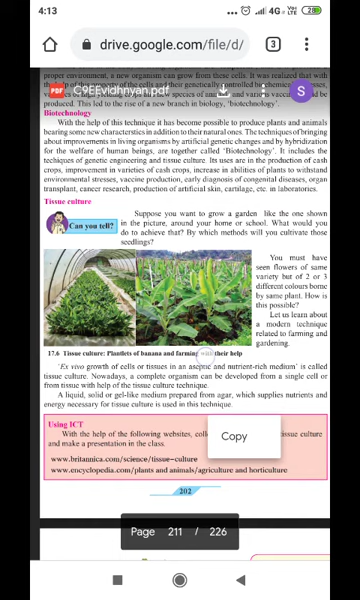 4:13
4G
VoLTE
28
drive.google.com/file/d/
3
proper environment, a new organism can grow from these cells. It was realized that with
PDF C9EEVidhnyan.pdf
S
produced. This led to the rise of a new branch in biology, 'biotechnology'.
Biotechnology
With the help of this technique it has become possible to produce plants and animals
bearing some new characterstics in addition to their natural ones. The techniques of bringing
about improvements in living organisms by artificial genetic changes and by hybridization
for the welfare of human beings, are together called 'Biotechnology'. It includes the
techiques of genetic engineering and tissue culture. Its uses are in the production of cash
crops, improvement in varieties of cash crops, increase in abilities of plants to withstand
environmental stresses, vaccine production, early diagnosis of congenital diseases, organ
transplant, cancer research, production of artificial skin, cartilage, etc. in laboratories.
Tissue culture
Can you tell?
Suppose you want to grow a garden like the one shown
in the picture, around your home or school. What would you
do to achieve that? By which methods will you cultivate those
seedlings?
You must have
seen flowers of same
variety but of 2 or 3
different colours borne
by same plant. How is
this possible?
Let us learn about
a modern technique
related to farming and
gardening.
17.6 Tissue culture: Plantlets of banana and farming with their help
'Ex vivo growth of cells or tissues in an aseptic and nutrient-rich medium' is called
tissue culture. Nowadays, a complete organism can be developed from a single cell or
from tissue with help of the tissue culture technique.
A liquid, solid or gel-like medium prepared from agar, which supplies nutrients and
energy necessary for tissue culture is used in this technique.
Using ICT
With the help of the following websites, tissue culture
and make a presentation in the class.
Copy
www.britannica.com/science/tissue-culture
www.encyclopedia.com/plants and animals/agriculture and horticulture
202
Page 211 / 226